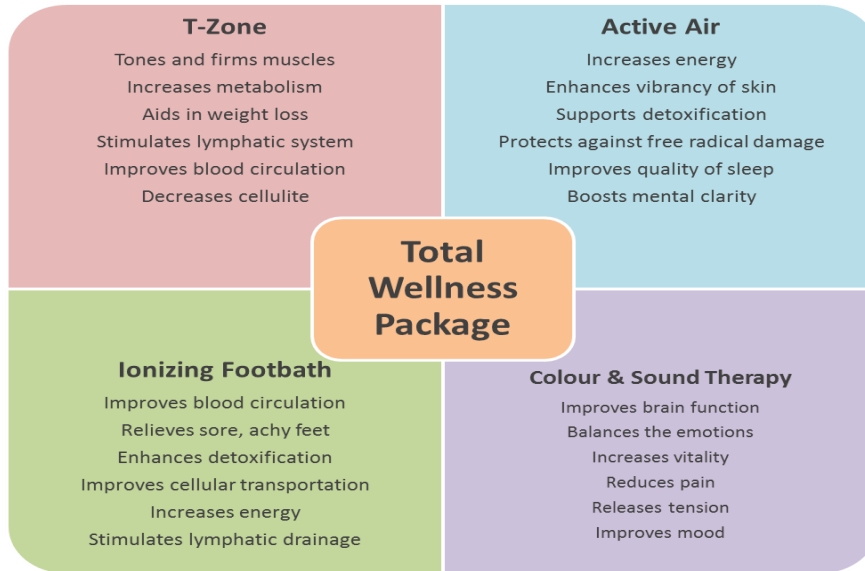 T-Zone
Tones and firms muscles
Increases metabolism
Aids in weight loss
Stimulates lymphatic system
Improves blood circulation
Decreases cellulite
Active Air
Increases energy
Enhances vibrancy of skin
Supports detoxification
Protects against free radical damage
Improves quality of sleep
Boosts mental clarity
Total
Wellness
Package
Ionizing Footbath
Improves blood circulation
Relieves sore, achy feet
Enhances detoxification
Improves cellular transportation
Increases energy
Stimulates lymphatic drainage
Colour & Sound Therapy
Improves brain function
Balances the emotions
Increases vitality
Reduces pain
Releases tension
Improves mood